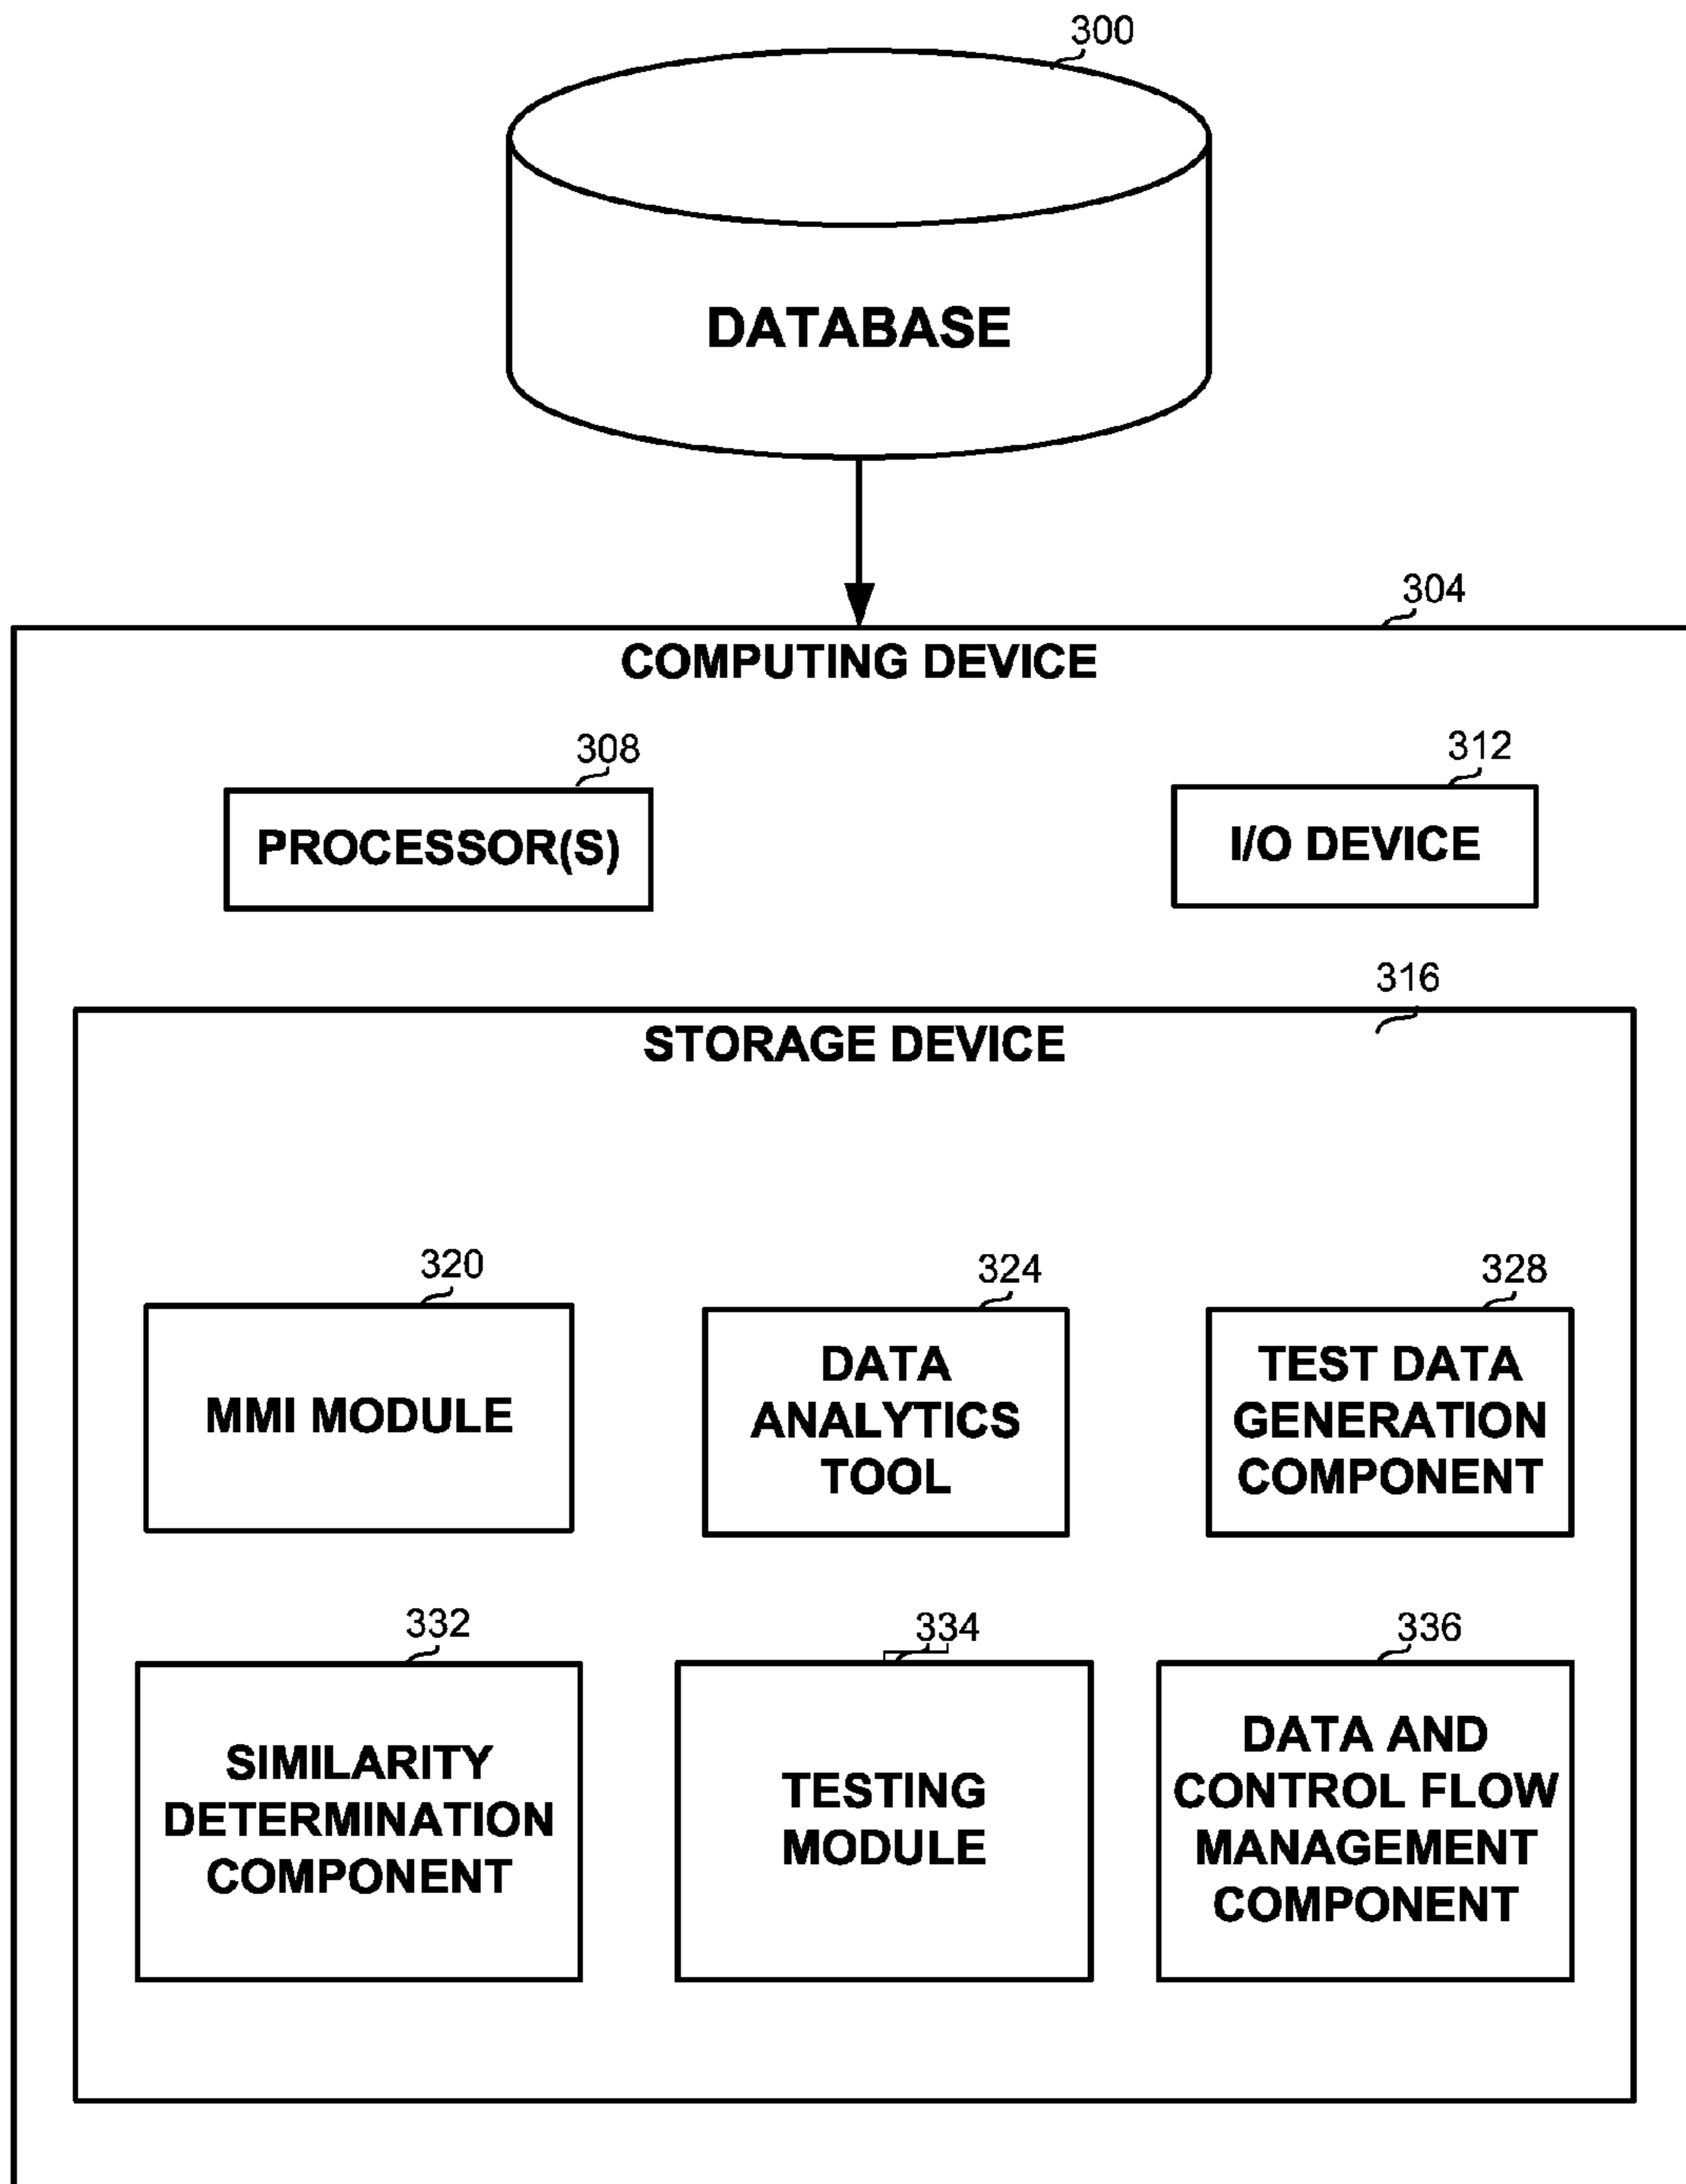 300
DATABASE
304
COMPUTING DEVICE
308
312
PROCESSOR(S)
I/O DEVICE
316
STORAGE DEVICE
320
324
328
MMI MODULE
DATA
ANALYTICS
TOOL
TEST DATA
GENERATION
COMPONENT
332
334
336
SIMILARITY
DETERMINATION
COMPONENT
TESTING
MODULE
DATA AND
CONTROL FLOW
MANAGEMENT
COMPONENT